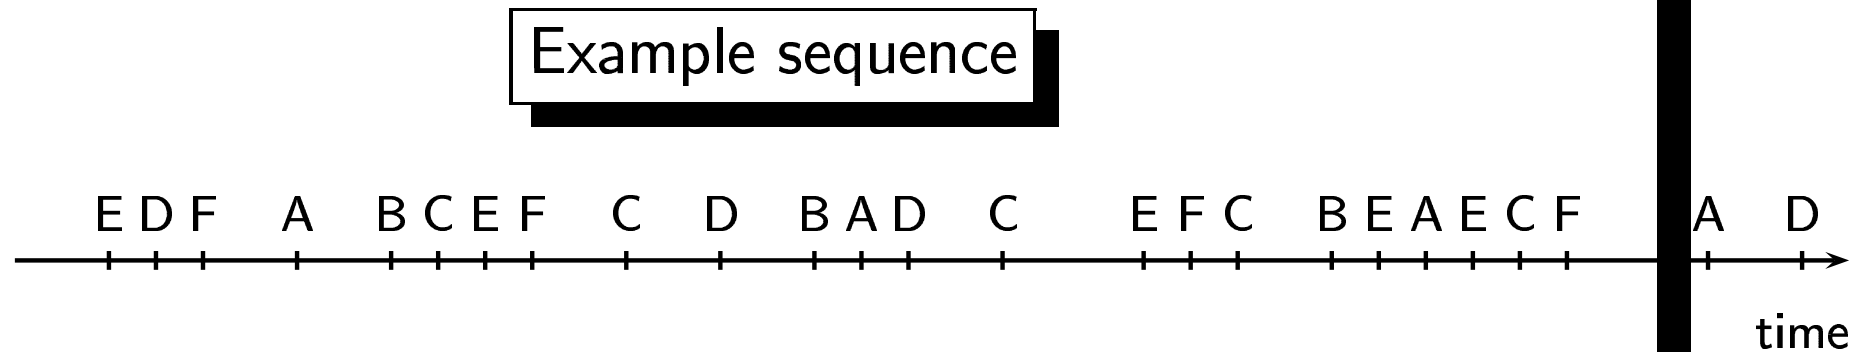 Example sequence
E D F A B C E F C D B A D C E F C B E A E C F A D
time